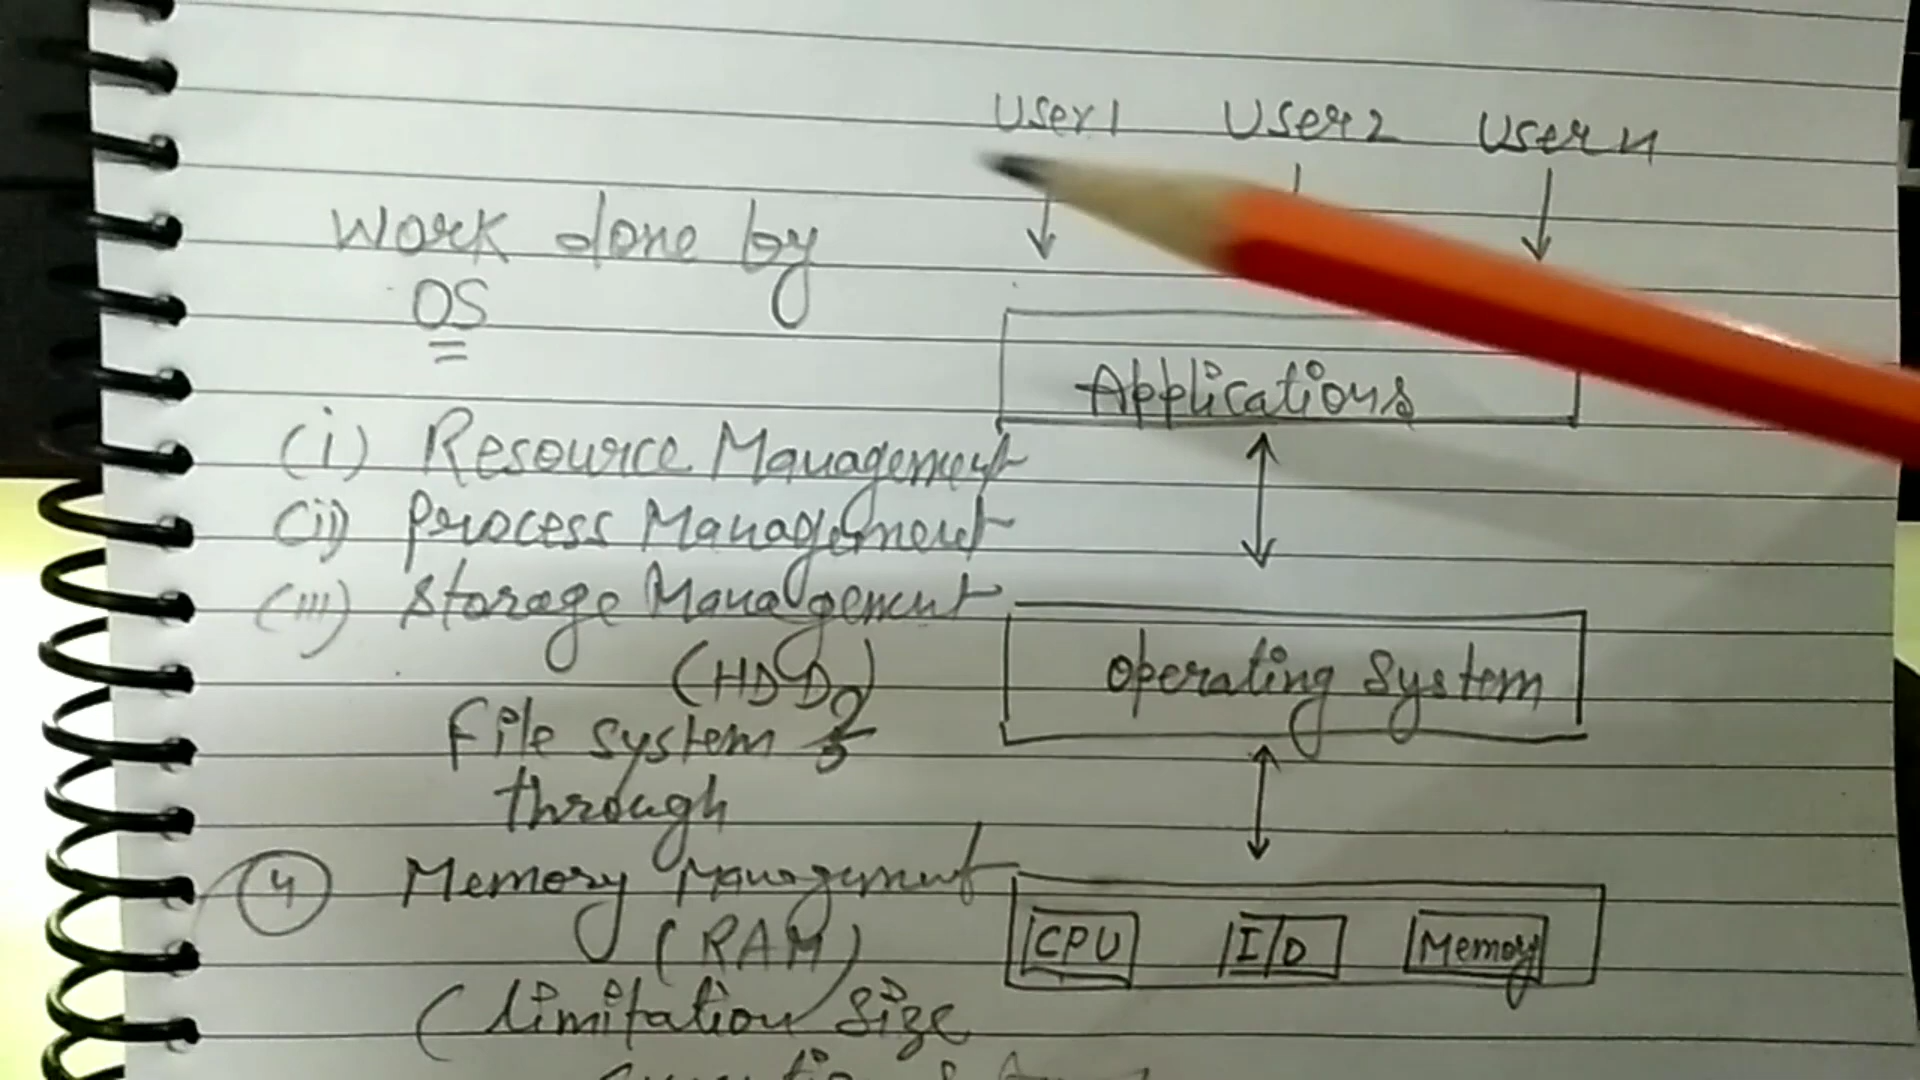 User1 User2 User n
Work done by
OS
Applications
(i) Resource Management
(ii) Process Management
(iii) Storage Management
(HDD)
Operating System
File system
through
(4) Memory Management
(RAM)
CPU I/O Memory
(limitation size